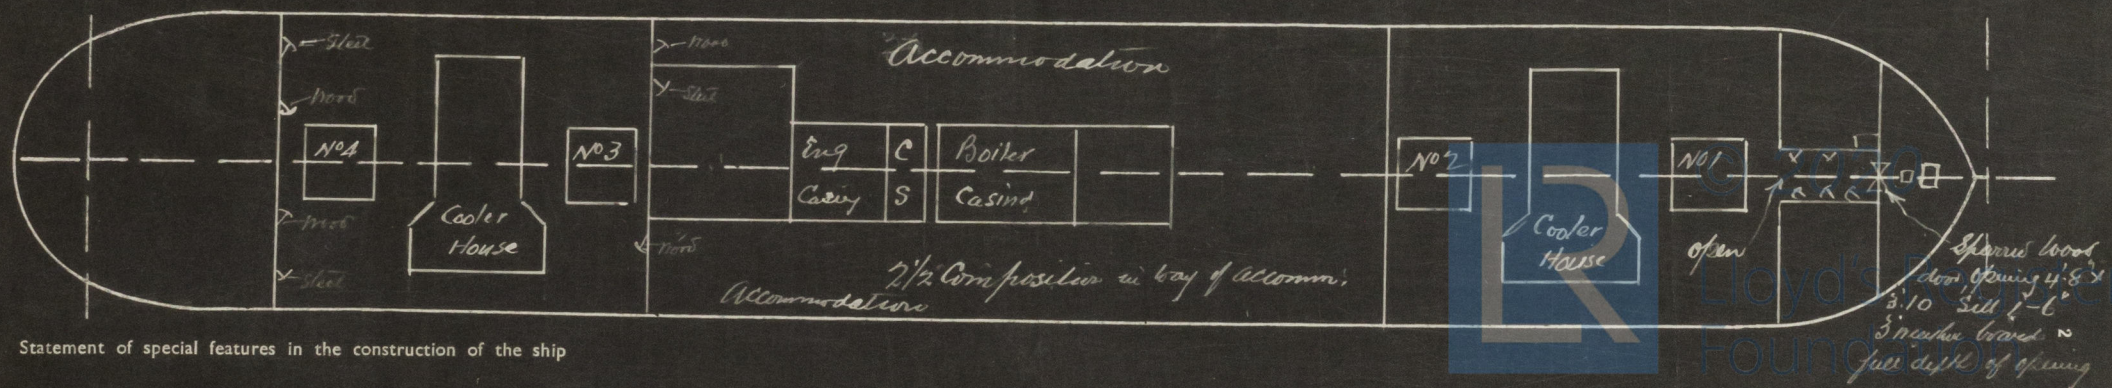 Steel
Wood
Accommodation
Wood
Steel
Nº4
Nº3
Eng
Casing
C
S
Boiler
Casing
Nº2
Nº1
© 2020
Cooler
House
Cooler
House
Wood
Steel
Wood
open
2½ Composition in way of accomm:
Accommodation
Sparred wood
door, opening 4'-8" x
3'.10 Sill 1'-6"
3" board
full depth of opening
Lloyd's Register
Foundation
LR
Statement of special features in the construction of the ship
2